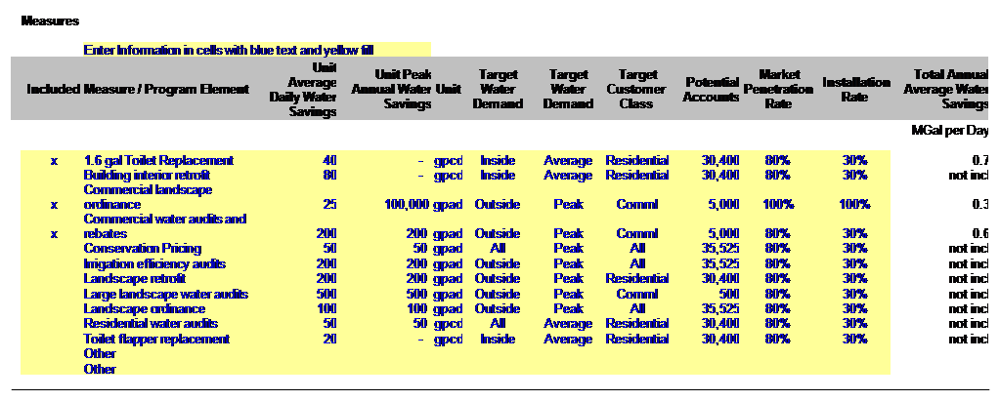 Measures
Enter Information in cells with blue text and yellow fill
Included Measure / Program Element Unit Average Daily Water Savings Unit Peak Annual Water Savings Unit Target Water Demand Target Water Demand Target Customer Class Potential Accounts Market Penetration Rate Installation Rate Total Annual Average Water Savings
MGal per Day
x 1.6 gal Toilet Replacement 40 - gpcd Inside Average Residential 30,400 80% 30% 0.7
Building interior retrofit 80 - gpcd Inside Average Residential 30,400 80% 30% not incl
Commercial landscape
x ordinance 25 100,000 gpad Outside Peak Comml 5,000 100% 100% 0.3
Commercial water audits and
x rebates 200 200 gpad Outside Peak Comml 5,000 80% 30% 0.6
Conservation Pricing 50 50 gpad All Peak All 35,525 80% 30% not incl
Irrigation efficiency audits 200 200 gpad Outside Peak All 35,525 80% 30% not incl
Landscape retrofit 200 200 gpad Outside Peak Residential 30,400 80% 30% not incl
Large landscape water audits 500 500 gpad Outside Peak Comml 500 80% 30% not incl
Landscape ordinance 100 100 gpad Outside Peak All 35,525 80% 30% not incl
Residential water audits 50 50 gpcd All Average Residential 30,400 80% 30% not incl
Toilet flapper replacement 20 - gpcd Inside Average Residential 30,400 80% 30% not incl
Other
Other